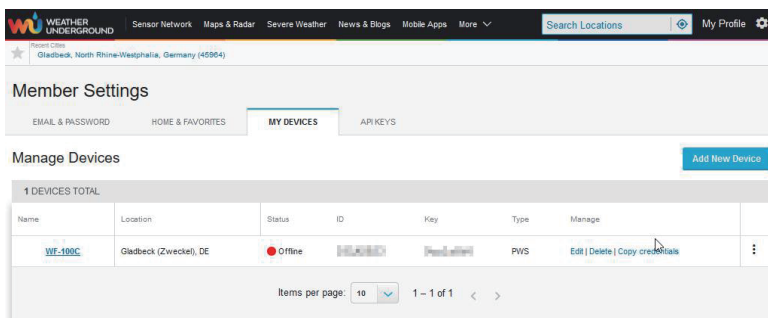 WEATHER UNDERGROUND Sensor Network Maps & Radar Severe Weather News & Blogs Mobile Apps More Search Locations My Profile
Recent Cities
Gladbeck, North Rhine-Westphalia, Germany (45964)
Member Settings
EMAIL & PASSWORD HOME & FAVORITES MY DEVICES API KEYS
Manage Devices Add New Device
1 DEVICES TOTAL
Name Location Status ID Key Type Manage
WF-100C Gladbeck (Zweckel), DE Offline PWS Edit | Delete | Copy credentials
Items per page: 10 1 – 1 of 1